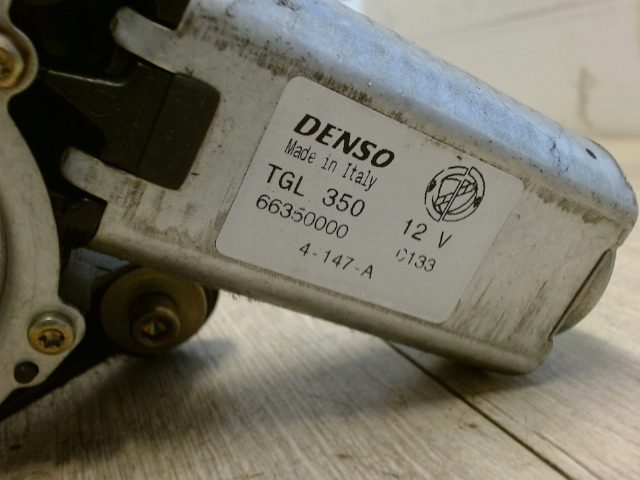 DENSO
Made in Italy
TGL 350
66350000
12 V
C133
4-147-A